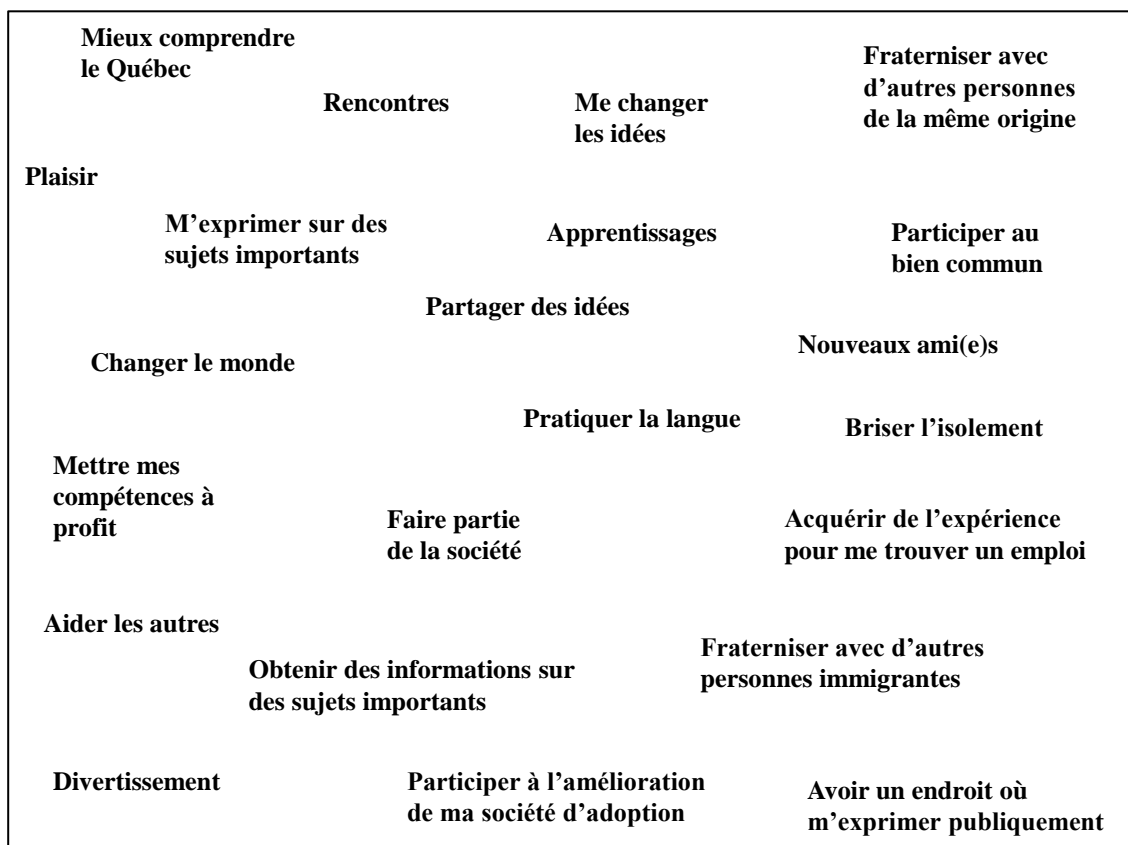 Mieux comprendre
le Québec
Fraterniser avec
d’autres personnes
de la même origine
Rencontres
Me changer
les idées
Plaisir
M’exprimer sur des
sujets importants
Apprentissages
Participer au
bien commun
Partager des idées
Nouveaux ami(e)s
Changer le monde
Pratiquer la langue
Briser l’isolement
Mettre mes
compétences à
profit
Faire partie
de la société
Acquérir de l’expérience
pour me trouver un emploi
Aider les autres
Obtenir des informations sur
des sujets importants
Fraterniser avec d’autres
personnes immigrantes
Divertissement
Participer à l’amélioration
de ma société d’adoption
Avoir un endroit où
m’exprimer publiquement